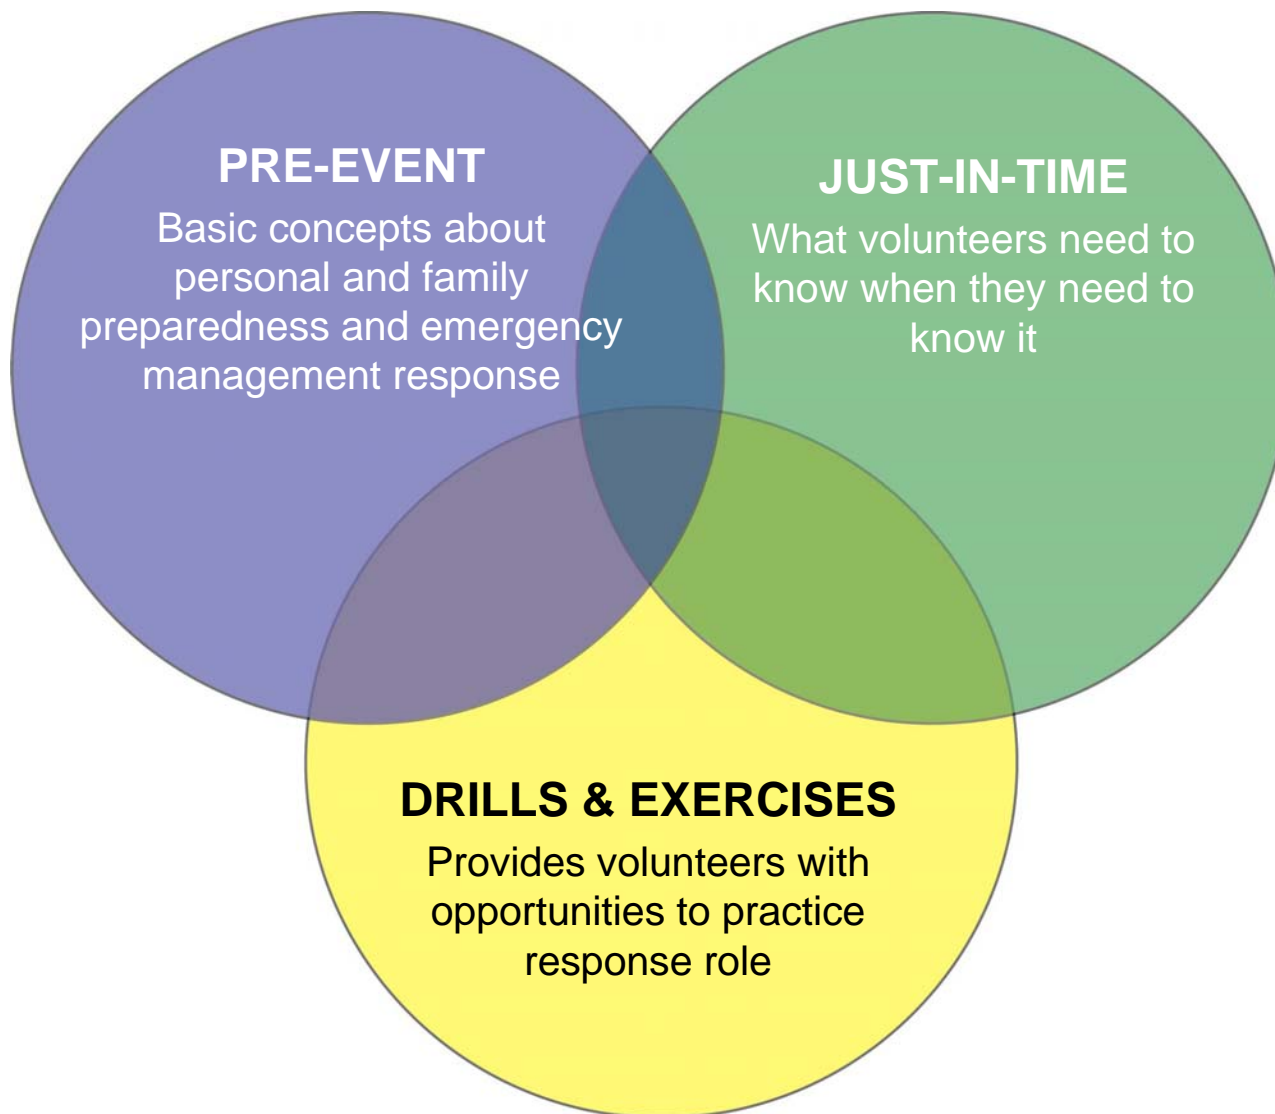 PRE-EVENT
Basic concepts about
personal and family
preparedness and emergency
management response
JUST-IN-TIME
What volunteers need to
know when they need to
know it
DRILLS & EXERCISES
Provides volunteers with
opportunities to practice
response role